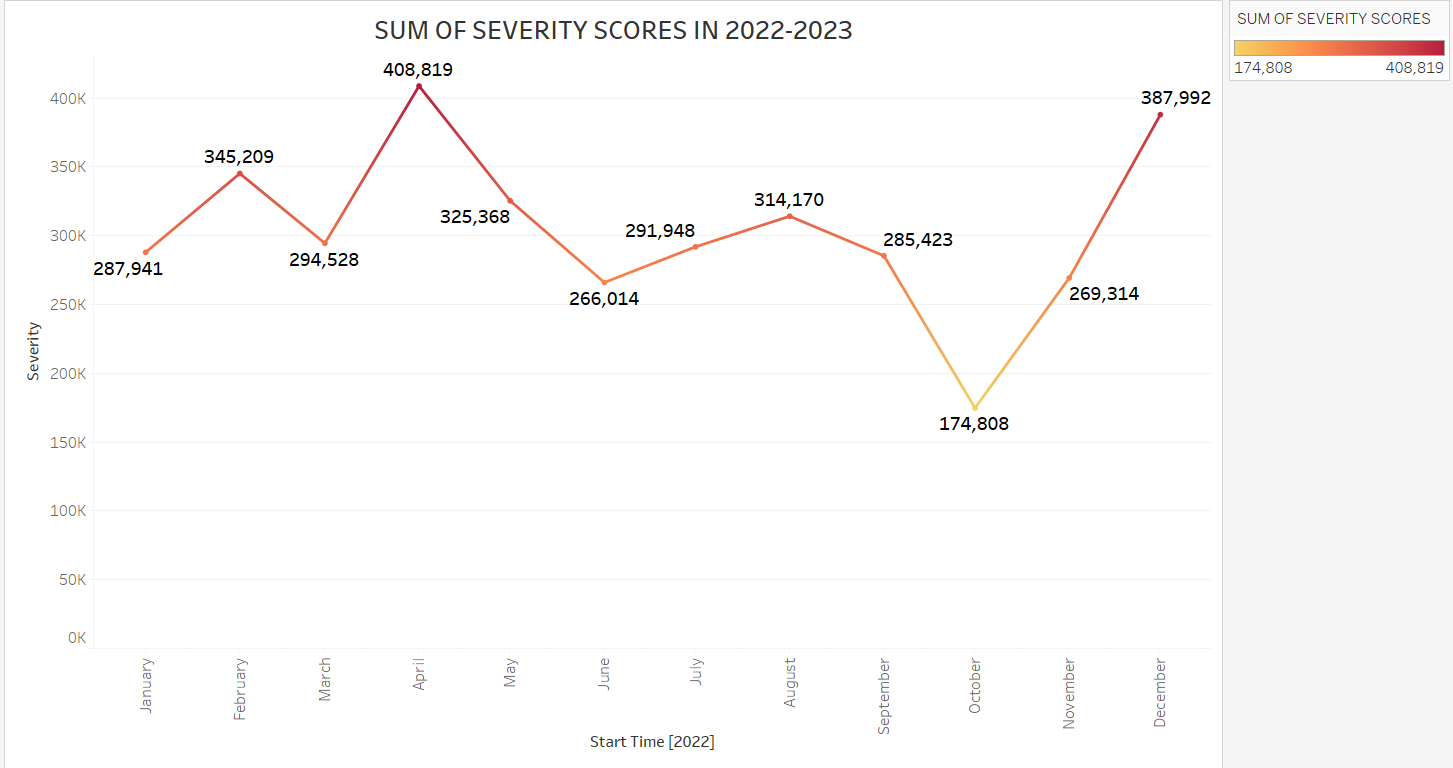 SUM OF SEVERITY SCORES IN 2022-2023
SUM OF SEVERITY SCORES
174,808 408,819
408,819
387,992
345,209
314,170
325,368
291,948
285,423
294,528
287,941
266,014
269,314
174,808
400K
350K
300K
250K
200K
150K
100K
50K
0K
Severity
January
February
March
April
May
June
July
August
September
October
November
December
Start Time [2022]